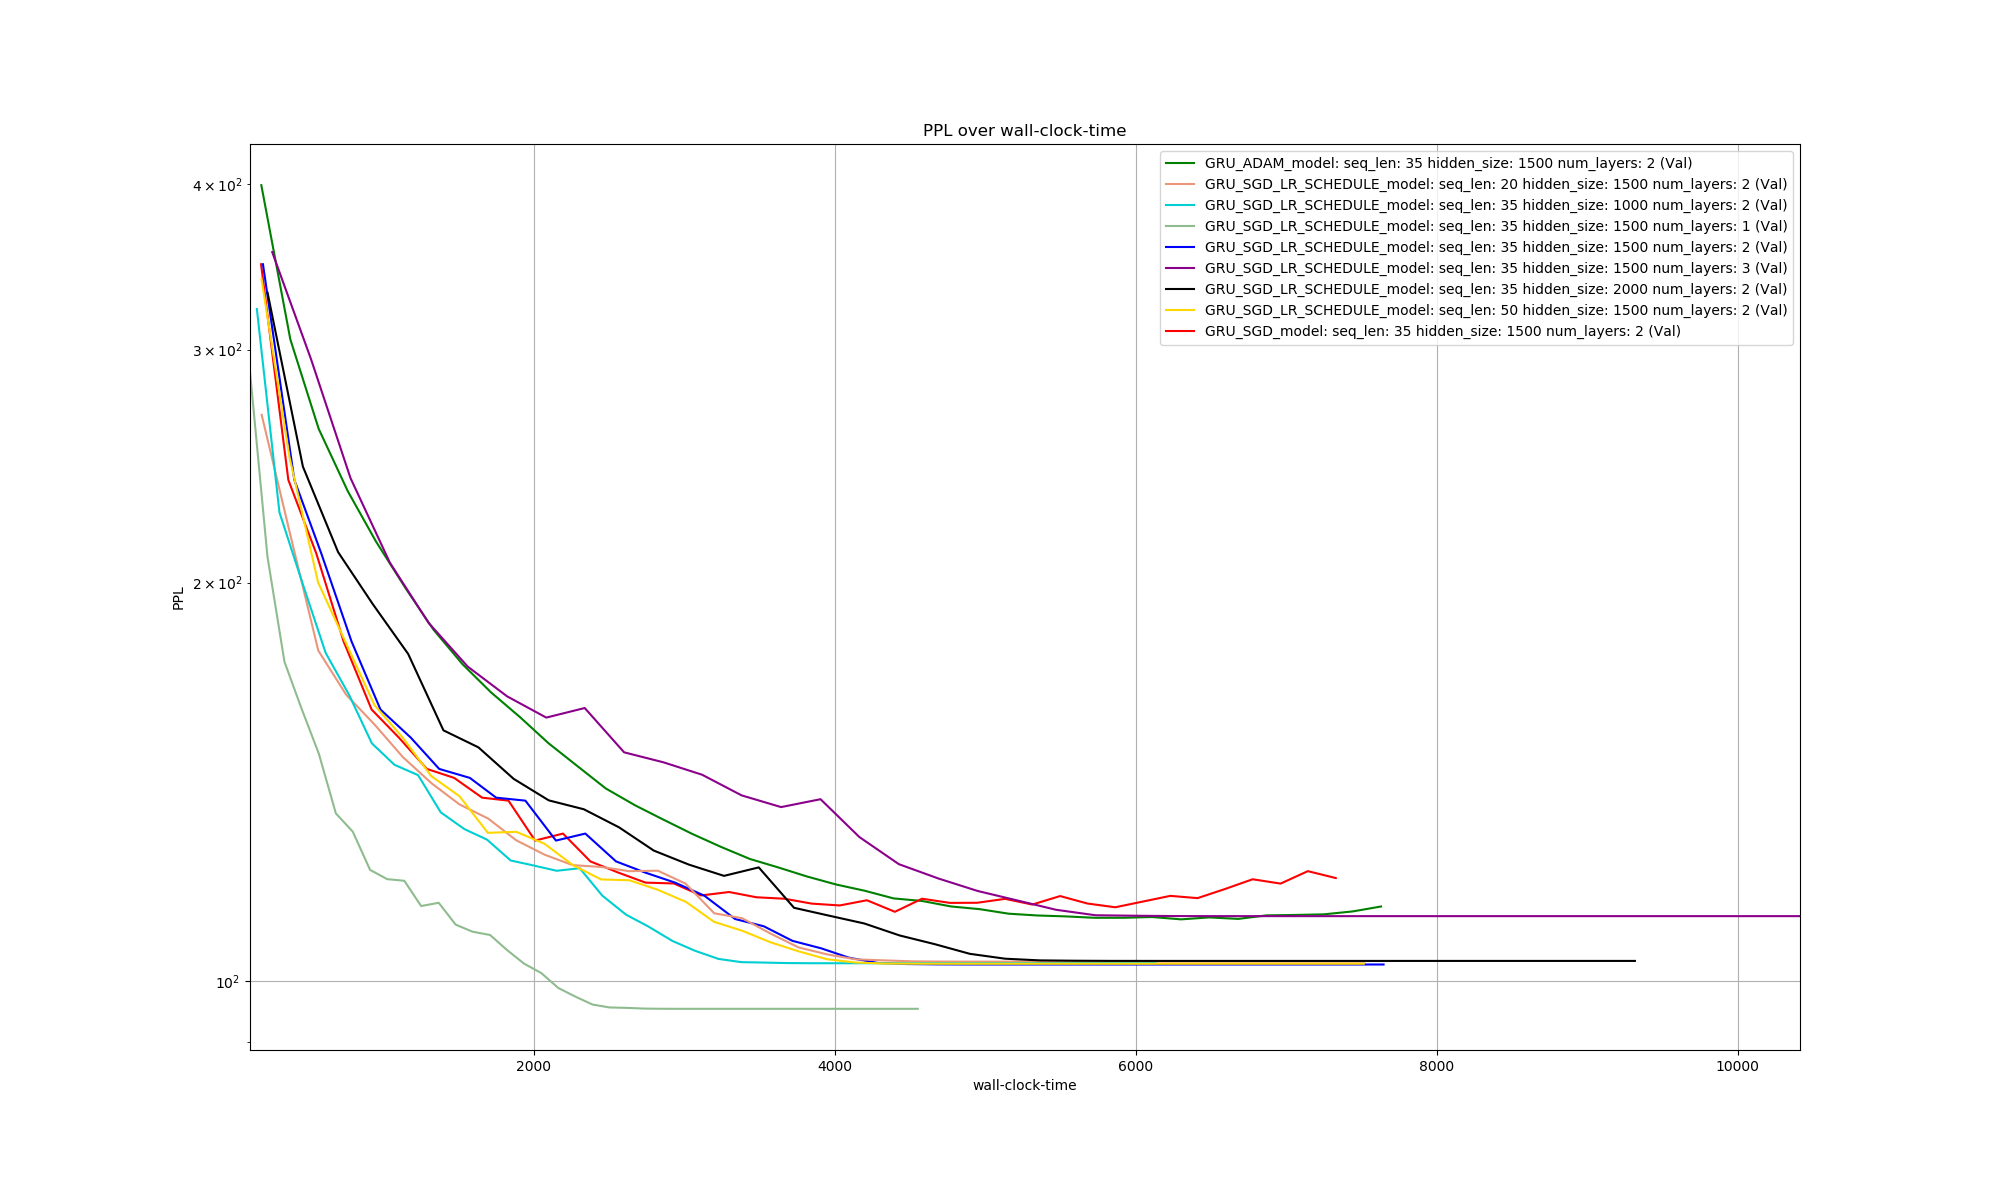 PPL over wall-clock-time
GRU_ADAM_model: seq_len: 35 hidden_size: 1500 num_layers: 2 (Val)
GRU_SGD_LR_SCHEDULE_model: seq_len: 20 hidden_size: 1500 num_layers: 2 (Val)
GRU_SGD_LR_SCHEDULE_model: seq_len: 35 hidden_size: 1000 num_layers: 2 (Val)
GRU_SGD_LR_SCHEDULE_model: seq_len: 35 hidden_size: 1500 num_layers: 1 (Val)
GRU_SGD_LR_SCHEDULE_model: seq_len: 35 hidden_size: 1500 num_layers: 2 (Val)
GRU_SGD_LR_SCHEDULE_model: seq_len: 35 hidden_size: 1500 num_layers: 3 (Val)
GRU_SGD_LR_SCHEDULE_model: seq_len: 35 hidden_size: 2000 num_layers: 2 (Val)
GRU_SGD_LR_SCHEDULE_model: seq_len: 50 hidden_size: 1500 num_layers: 2 (Val)
GRU_SGD_model: seq_len: 35 hidden_size: 1500 num_layers: 2 (Val)
4 × 10²
3 × 10²
2 × 10²
10²
PPL
2000 4000 6000 8000 10000
wall-clock-time